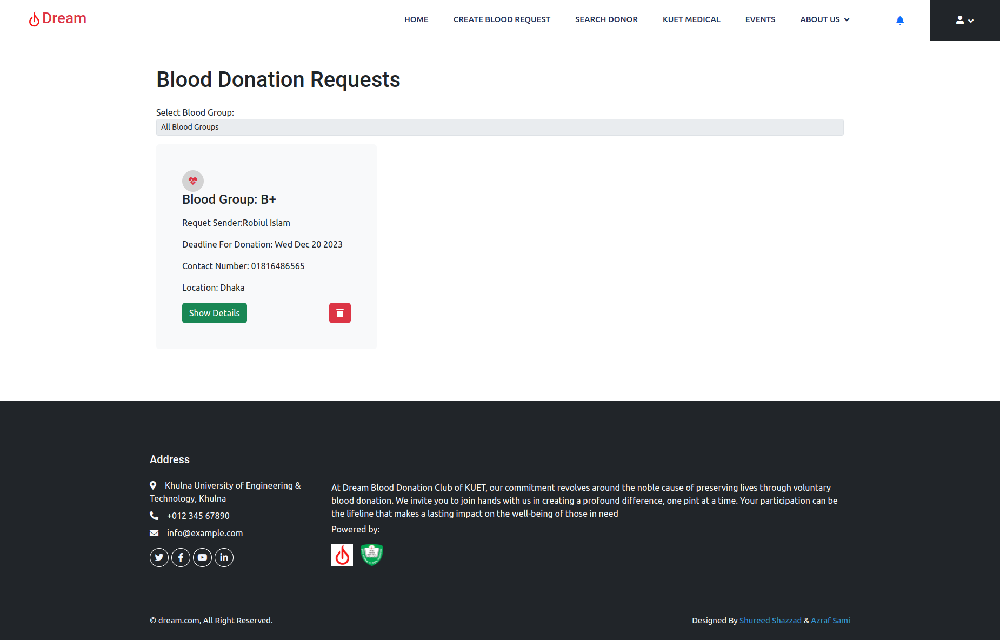 Dream
HOME CREATE BLOOD REQUEST SEARCH DONOR KUET MEDICAL EVENTS ABOUT US
Blood Donation Requests
Select Blood Group:
All Blood Groups
Blood Group: B+
Requet Sender:Robiul Islam
Deadline For Donation: Wed Dec 20 2023
Contact Number: 01816486565
Location: Dhaka
Show Details
Address
Khulna University of Engineering &
Technology, Khulna
+012 345 67890
info@example.com
At Dream Blood Donation Club of KUET, our commitment revolves around the noble cause of preserving lives through voluntary
blood donation. We invite you to join hands with us in creating a profound difference, one pint at a time. Your participation can be
the lifeline that makes a lasting impact on the well-being of those in need
Powered by:
© dream.com, All Right Reserved.
Designed By Shureed Shazzad & Azraf Sami